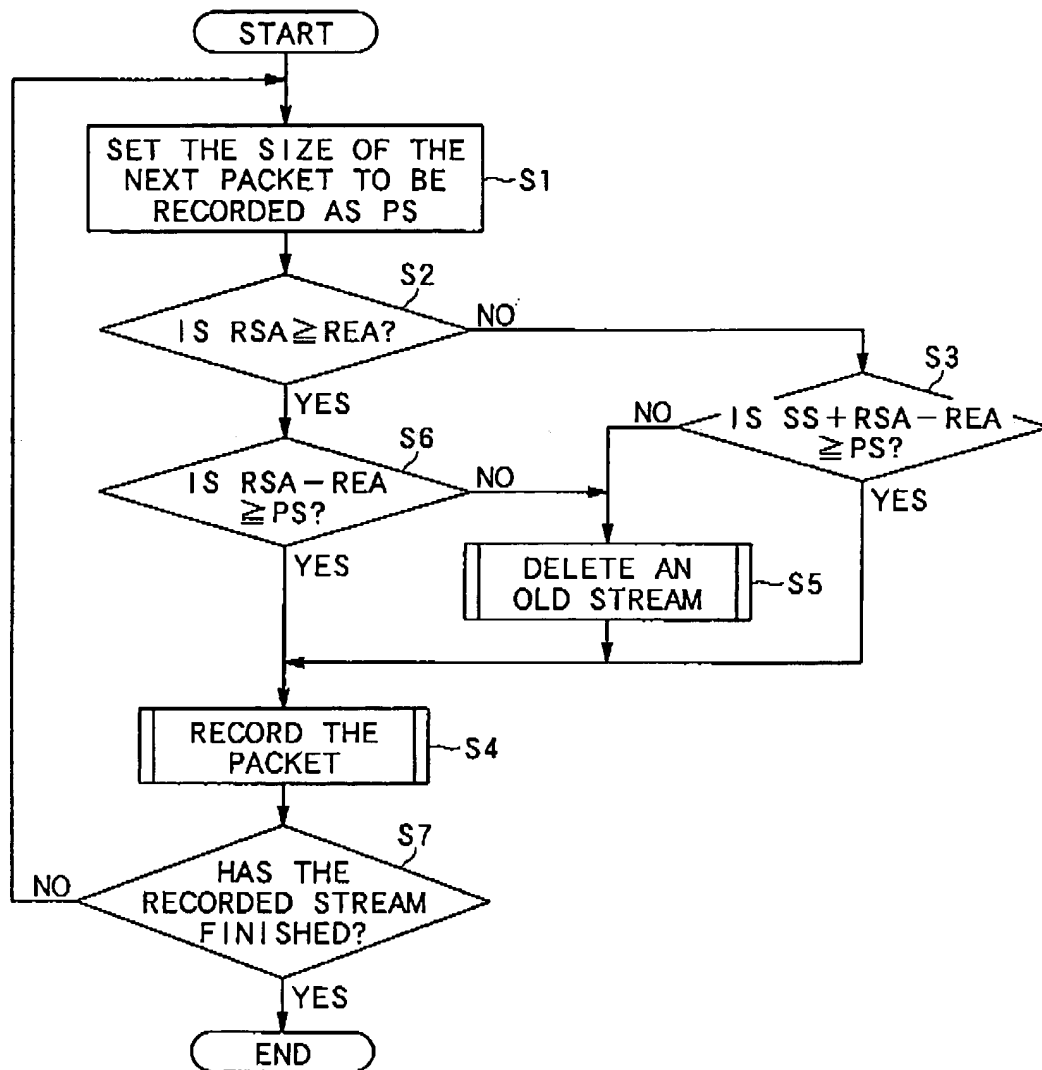 START
SET THE SIZE OF THE
NEXT PACKET TO BE
RECORDED AS PS
S1
S2
IS RSA≧REA?
NO
YES
S3
IS SS+RSA-REA
≧PS?
NO
YES
S6
IS RSA-REA
≧PS?
NO
YES
DELETE AN
OLD STREAM
S5
RECORD THE
PACKET
S4
S7
HAS THE
RECORDED STREAM
FINISHED?
NO
YES
END